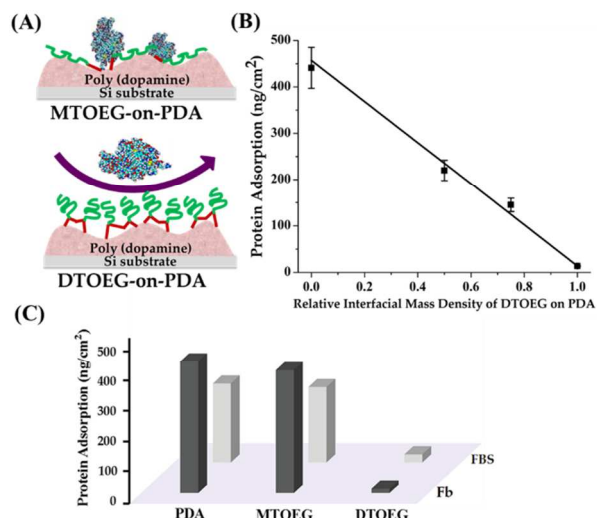 (A)
Poly (dopamine)
Si substrate
MTOEG-on-PDA
Poly (dopamine)
Si substrate
DTOEG-on-PDA
(B)
Protein Adsorption (ng/cm²)
500
400
300
200
100
0
0.0 0.2 0.4 0.6 0.8 1.0
Relative Interfacial Mass Density of DTOEG on PDA
(C)
Protein Adsorption (ng/cm²)
500
400
300
200
100
0
FBS
Fb
PDA MTOEG DTOEG